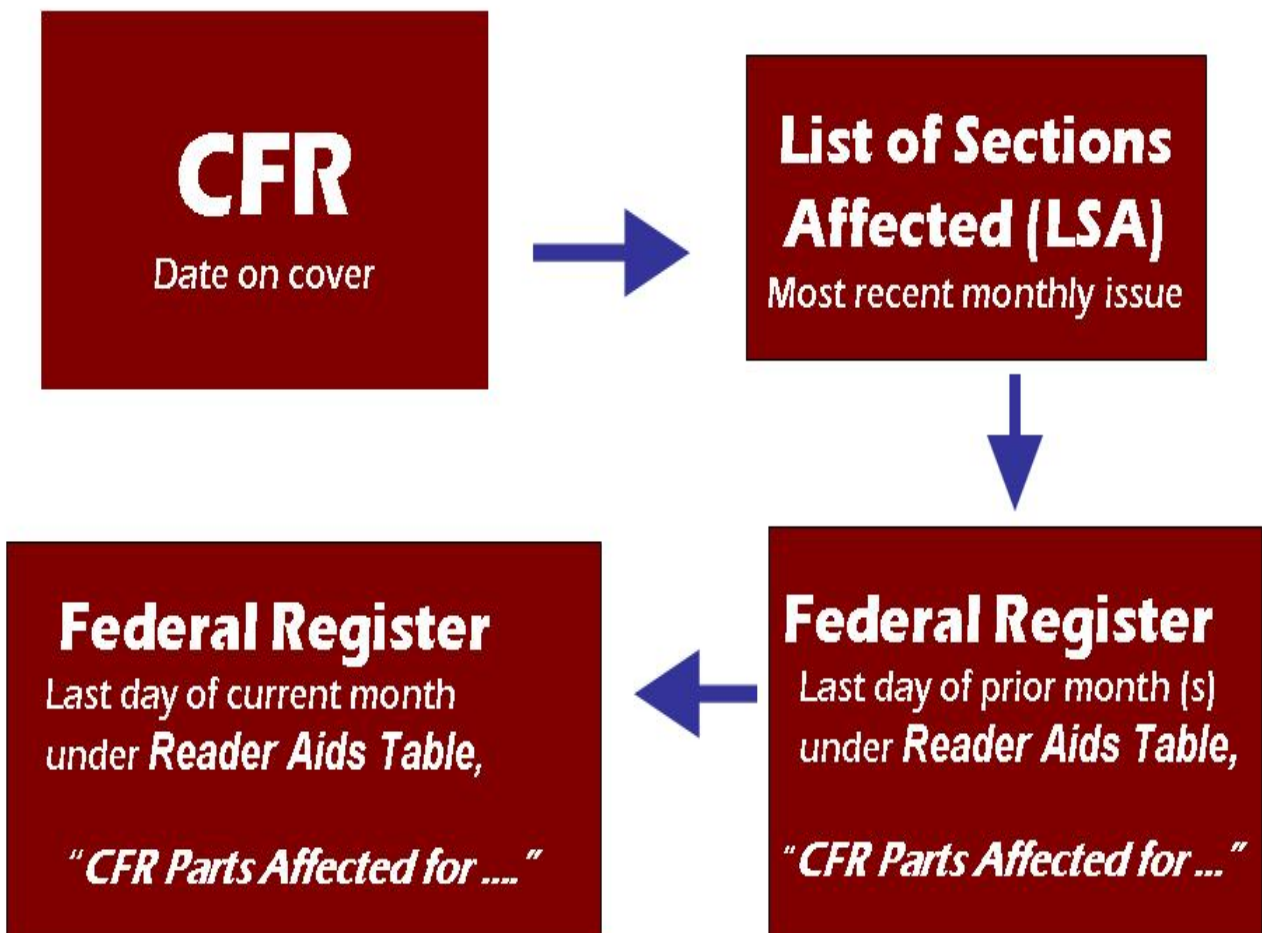 CFR
Date on cover
List of Sections
Affected (LSA)
Most recent monthly issue
Federal Register
Last day of prior month (s)
under Reader Aids Table,
"CFR Parts Affected for ..."
Federal Register
Last day of current month
under Reader Aids Table,
"CFR Parts Affected for ...."